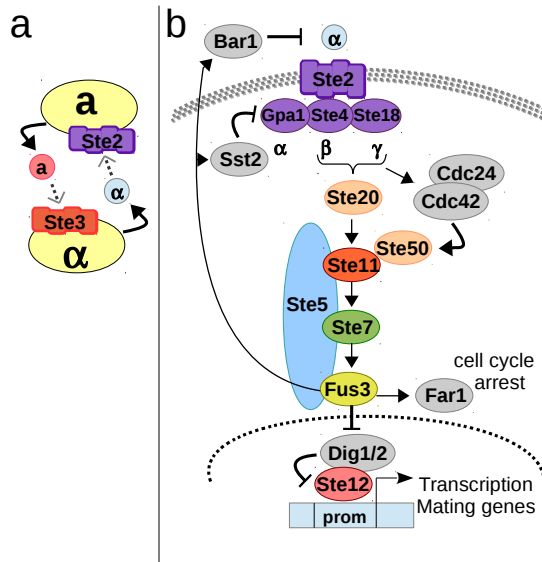 a
a
Ste2
a
α
Ste3
α
b
Bar1
α
Ste2
Gpa1
Ste4
Ste18
Sst2
α
β
γ
Cdc24
Cdc42
Ste20
Ste50
Ste11
Ste5
Ste7
cell cycle
arrest
Fus3
Far1
Dig1/2
Ste12
Transcription
Mating genes
prom